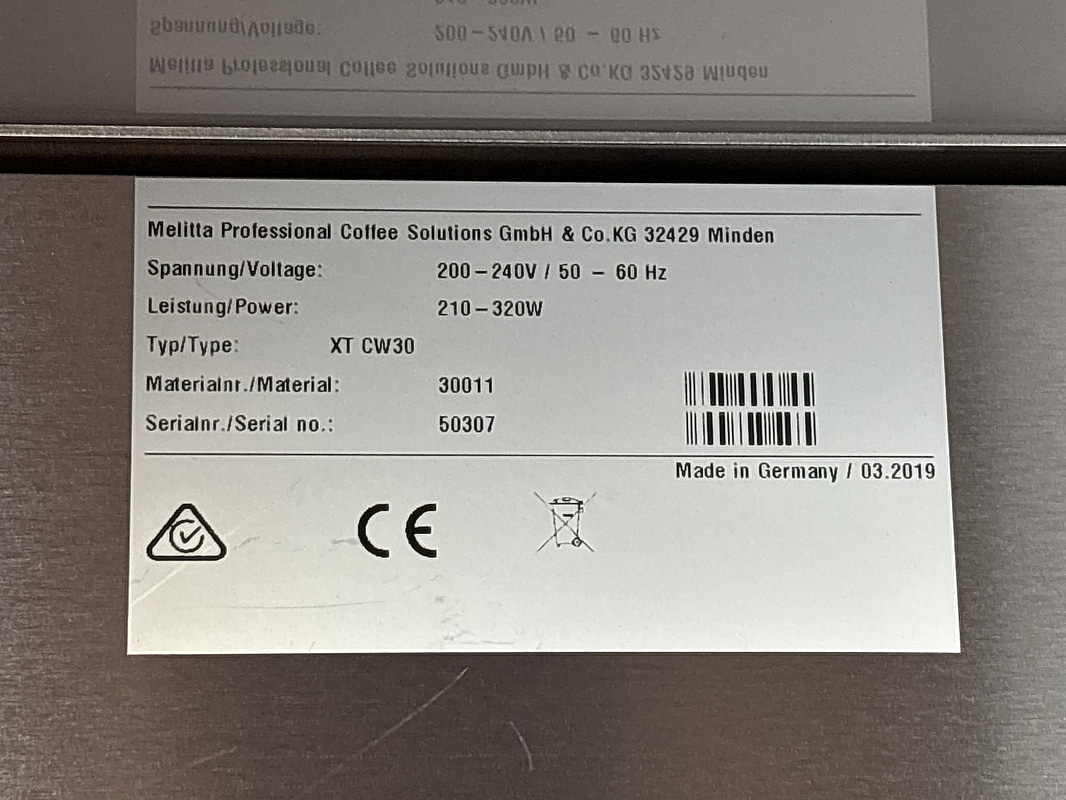 Melitta Professional Coffee Solutions GmbH & Co.KG 32429 Minden
Spannung/Voltage: 200 – 240V / 50 – 60 Hz
Leistung/Power: 210 – 320W
Typ/Type: XT CW30
Materialnr./Material: 30011
Serialnr./Serial no.: 50307
Made in Germany / 03.2019
CE